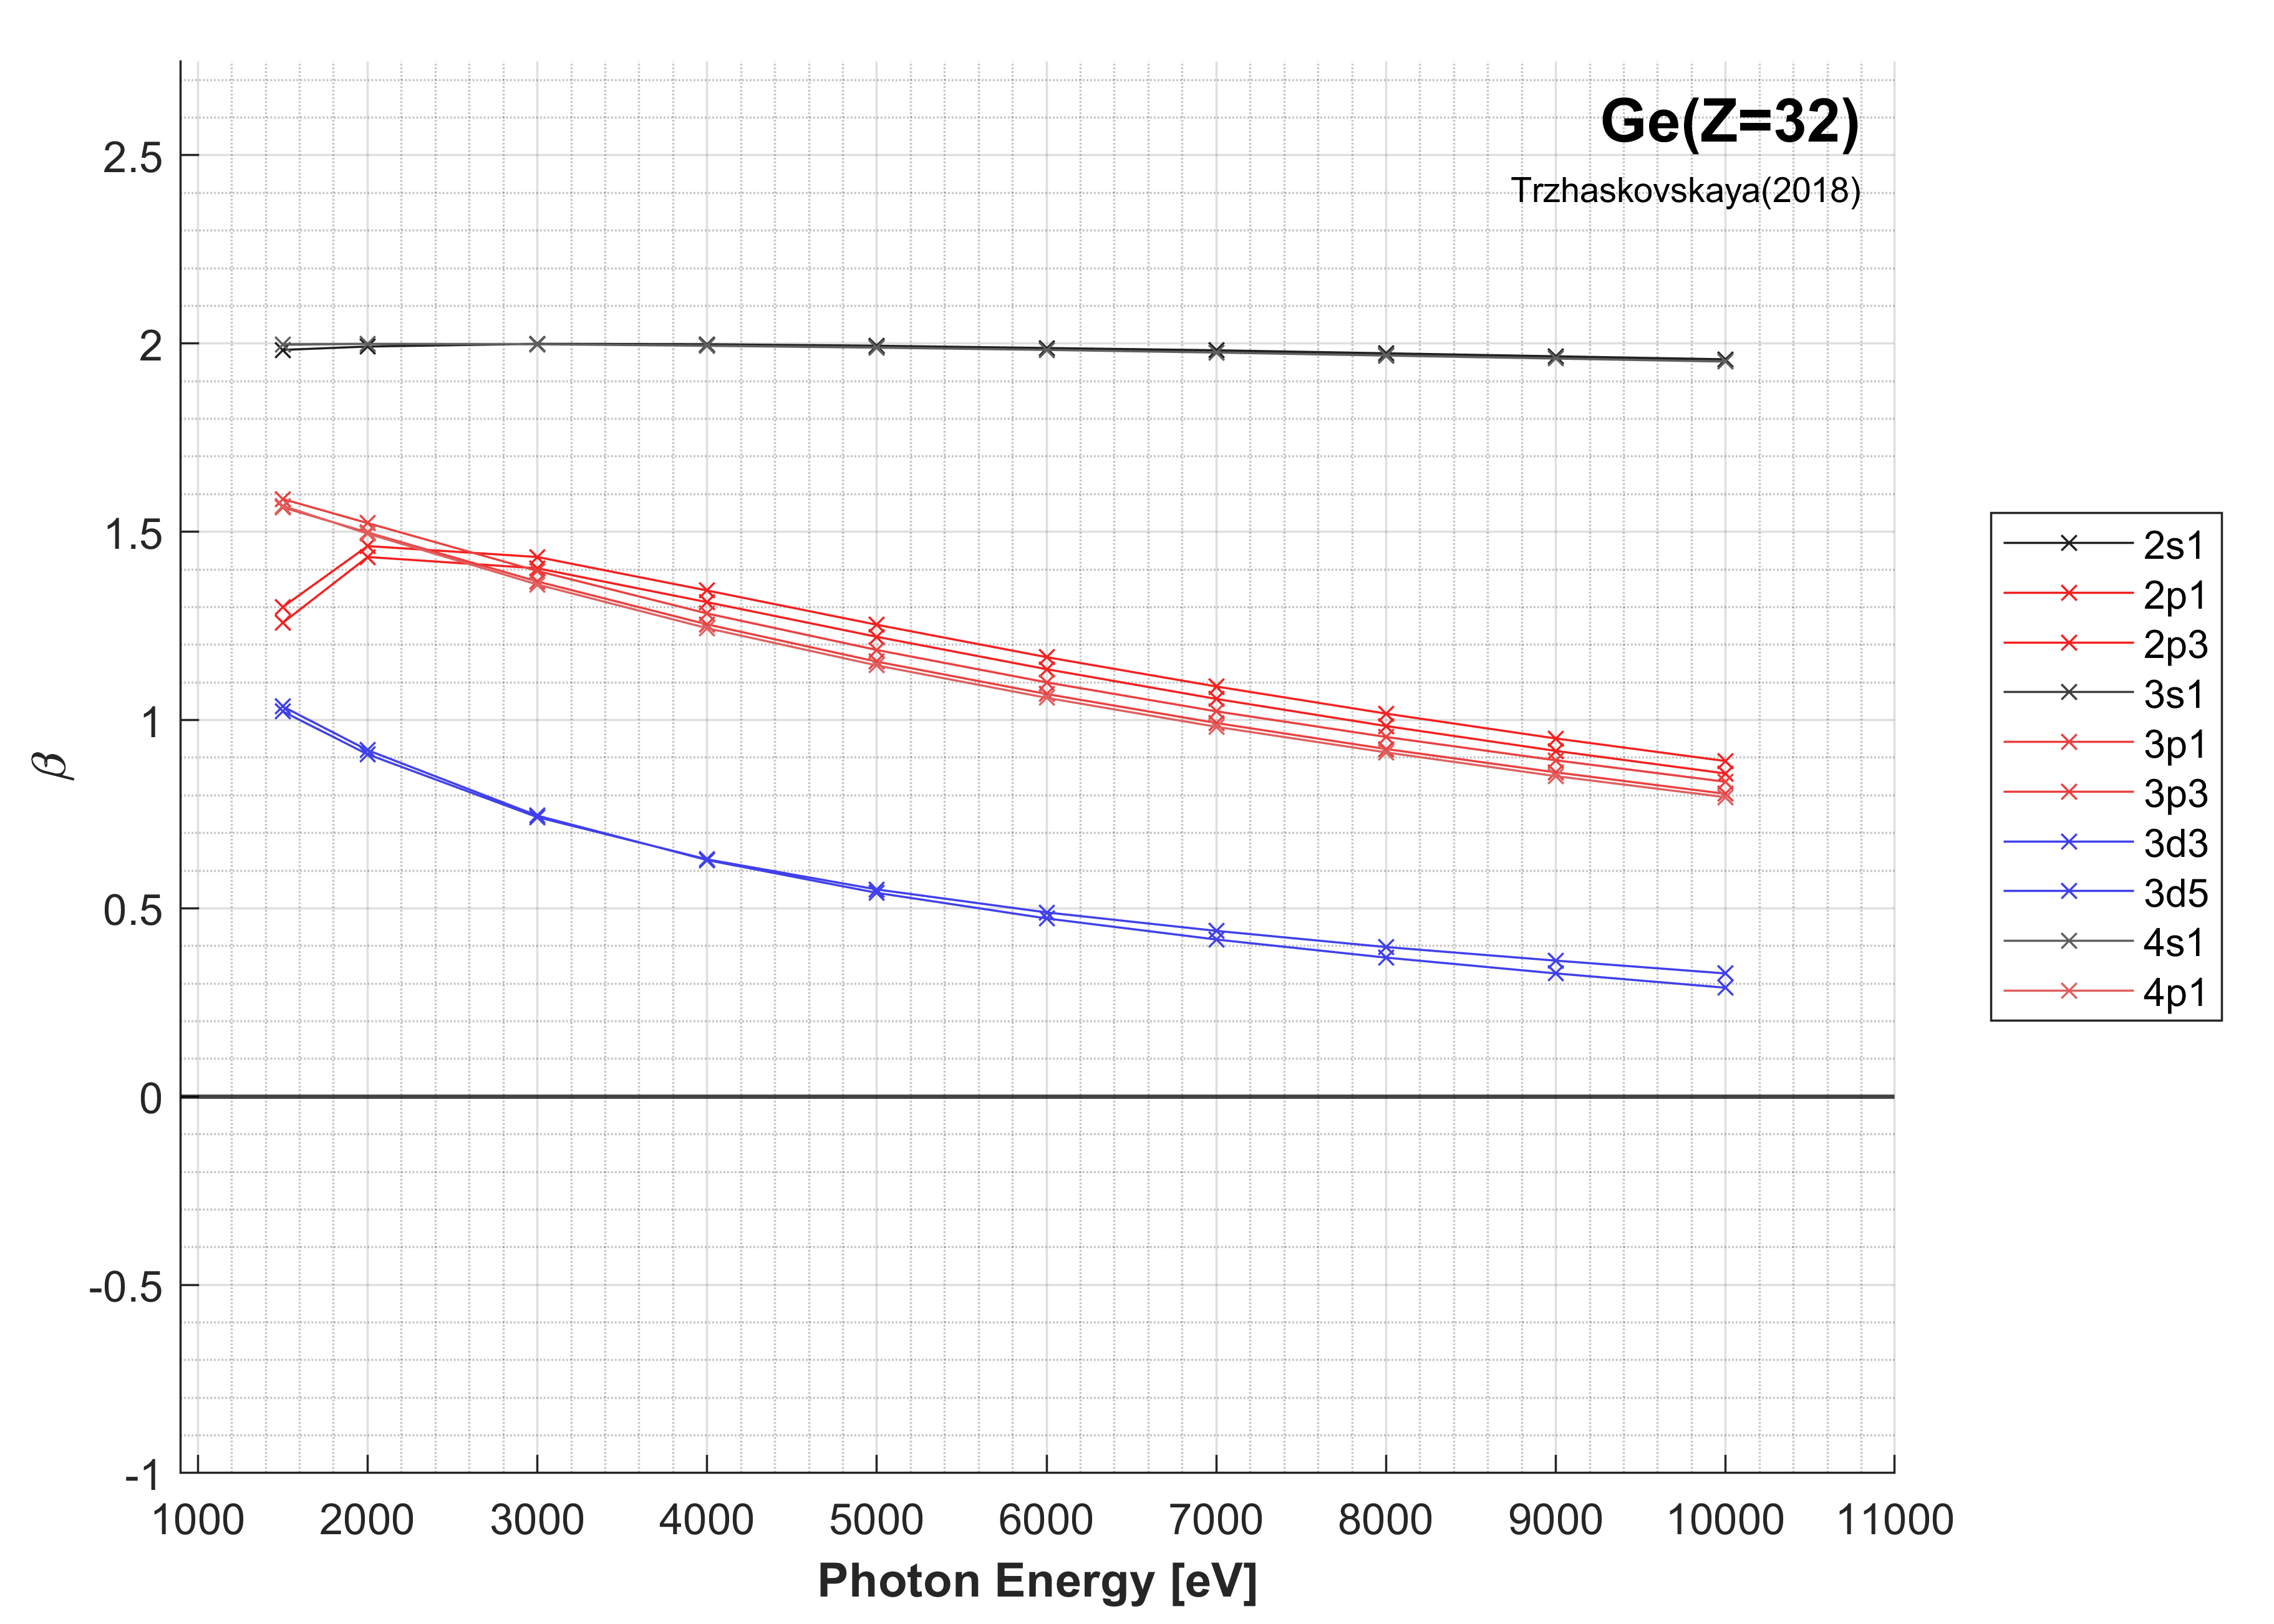 Ge(Z=32)
Trzhaskovskaya(2018)
2.5
2
1.5
1
0.5
0
-0.5
-1
β
1000 2000 3000 4000 5000 6000 7000 8000 9000 10000 11000
Photon Energy [eV]
2s1
2p1
2p3
3s1
3p1
3p3
3d3
3d5
4s1
4p1